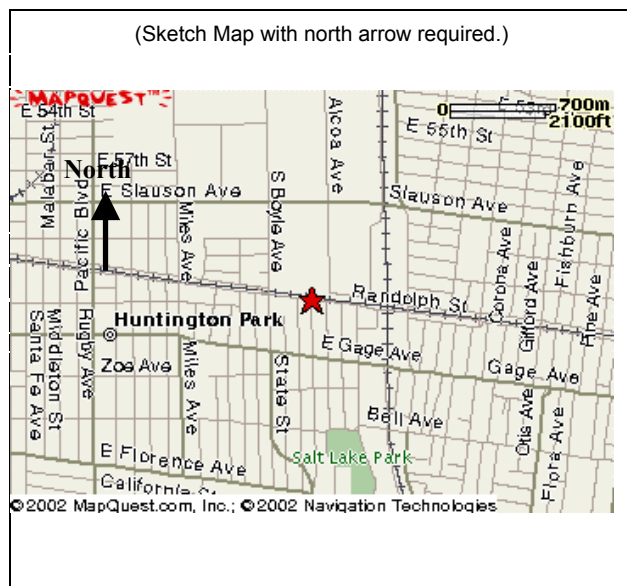 (Sketch Map with north arrow required.)
MAPQUEST™
E 54th St
Malabar St
Pacific Blvd
E 57th St
North
E Slauson Ave
Miles Ave
S Boyle Ave
Alcoa Ave
0 700m
2100ft
E 53rd St
E 55th St
Slauson Ave
Corona Ave
Gifford Ave
Fishburn Ave
Pine Ave
Randolph St
Santa Fe Ave
Middleton St
Rugby Ave
Huntington Park
Zoe Ave
Miles Ave
State St
E Gage Ave
Gage Ave
Bell Ave
Otis Ave
Flora Ave
E Florence Ave
California St
Salt Lake Park
©2002 MapQuest.com, Inc.; ©2002 Navigation Technologies